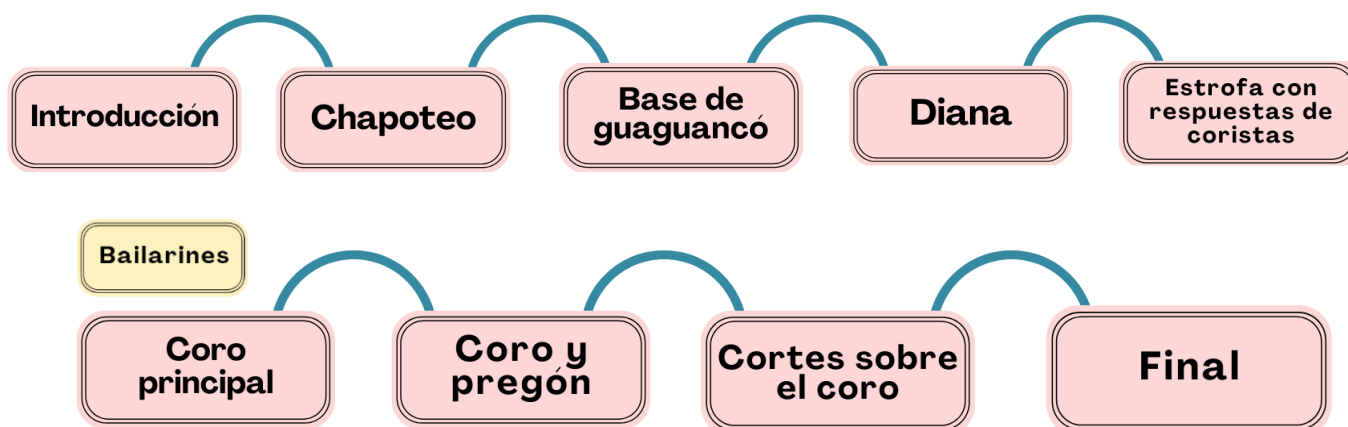 Introducción
Chapoteo
Base de
guaguancó
Diana
Estrofa con
respuestas de
coristas
Bailarines
Coro
principal
Coro y
pregón
Cortes sobre
el coro
Final